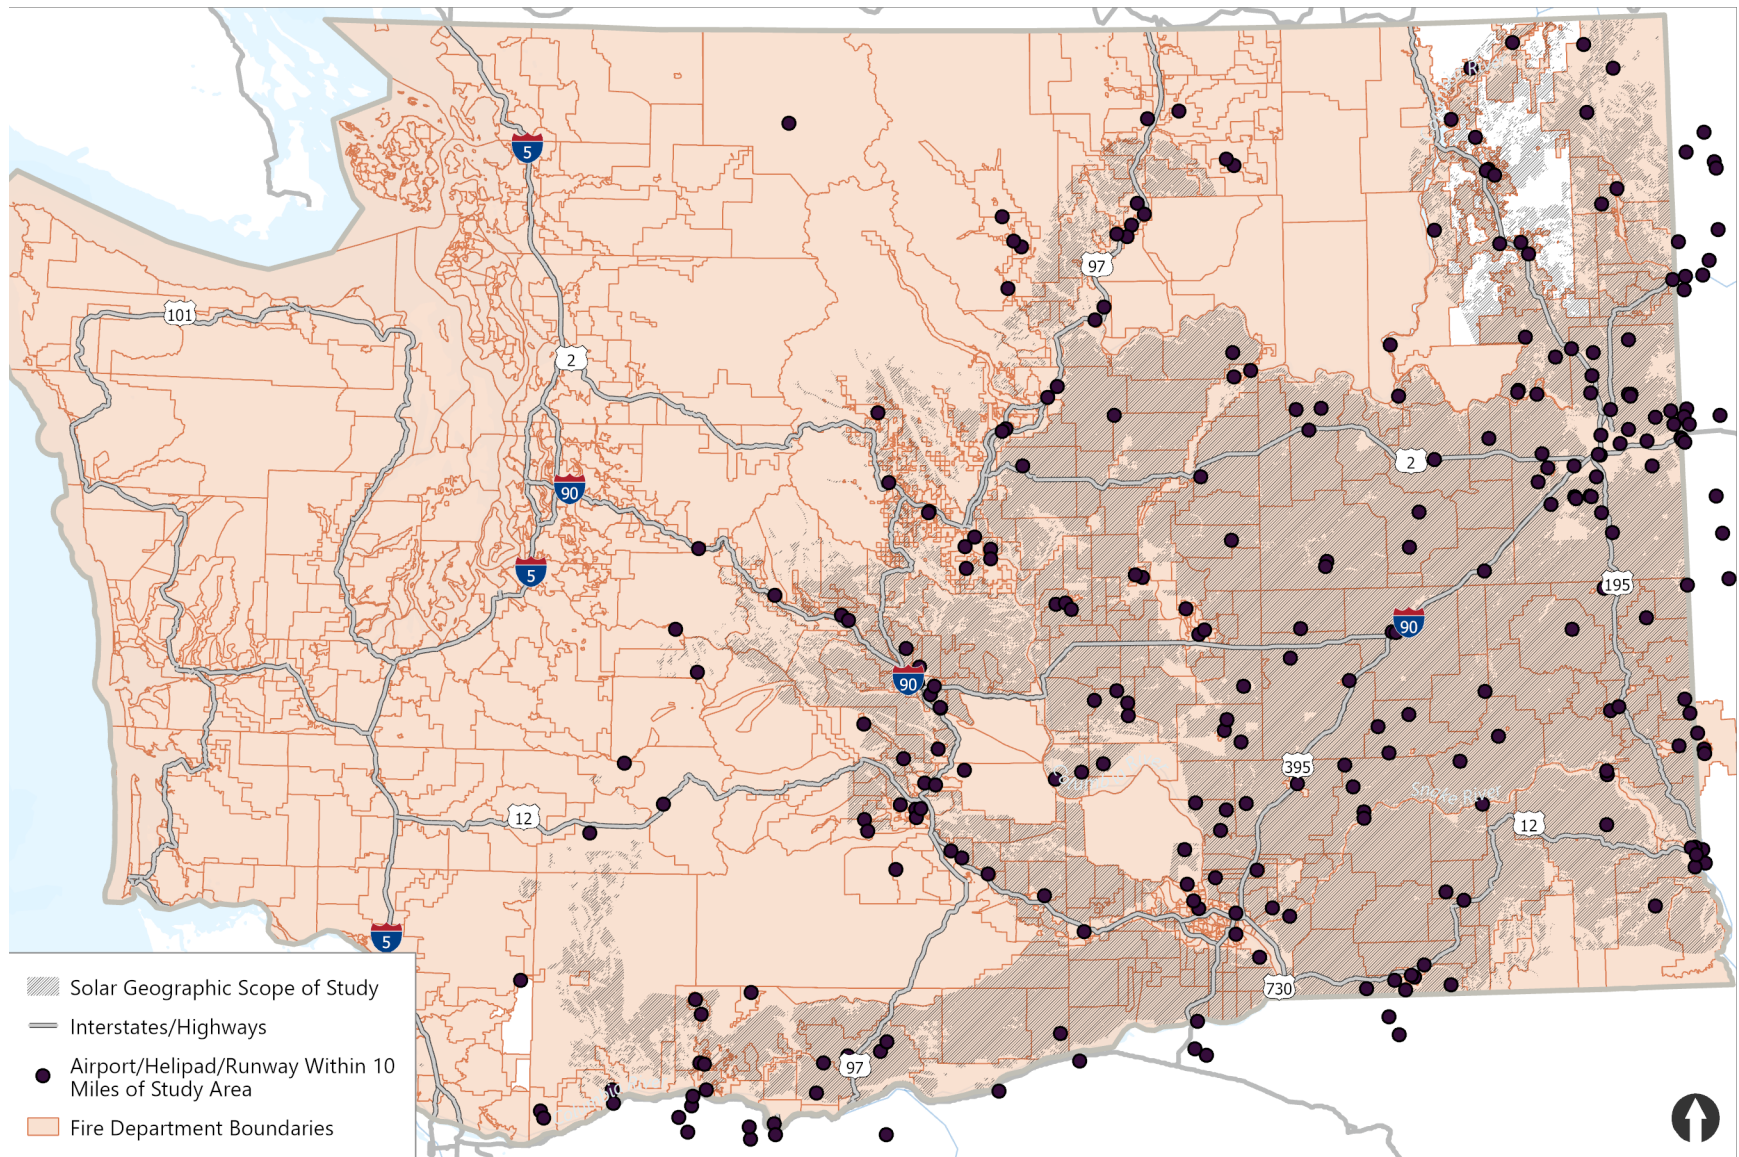 5
97
101
2
2
90
5
195
90
90
395
Snake River
12
12
5
730
97
Solar Geographic Scope of Study
Interstates/Highways
Airport/Helipad/Runway Within 10
Miles of Study Area
Fire Department Boundaries